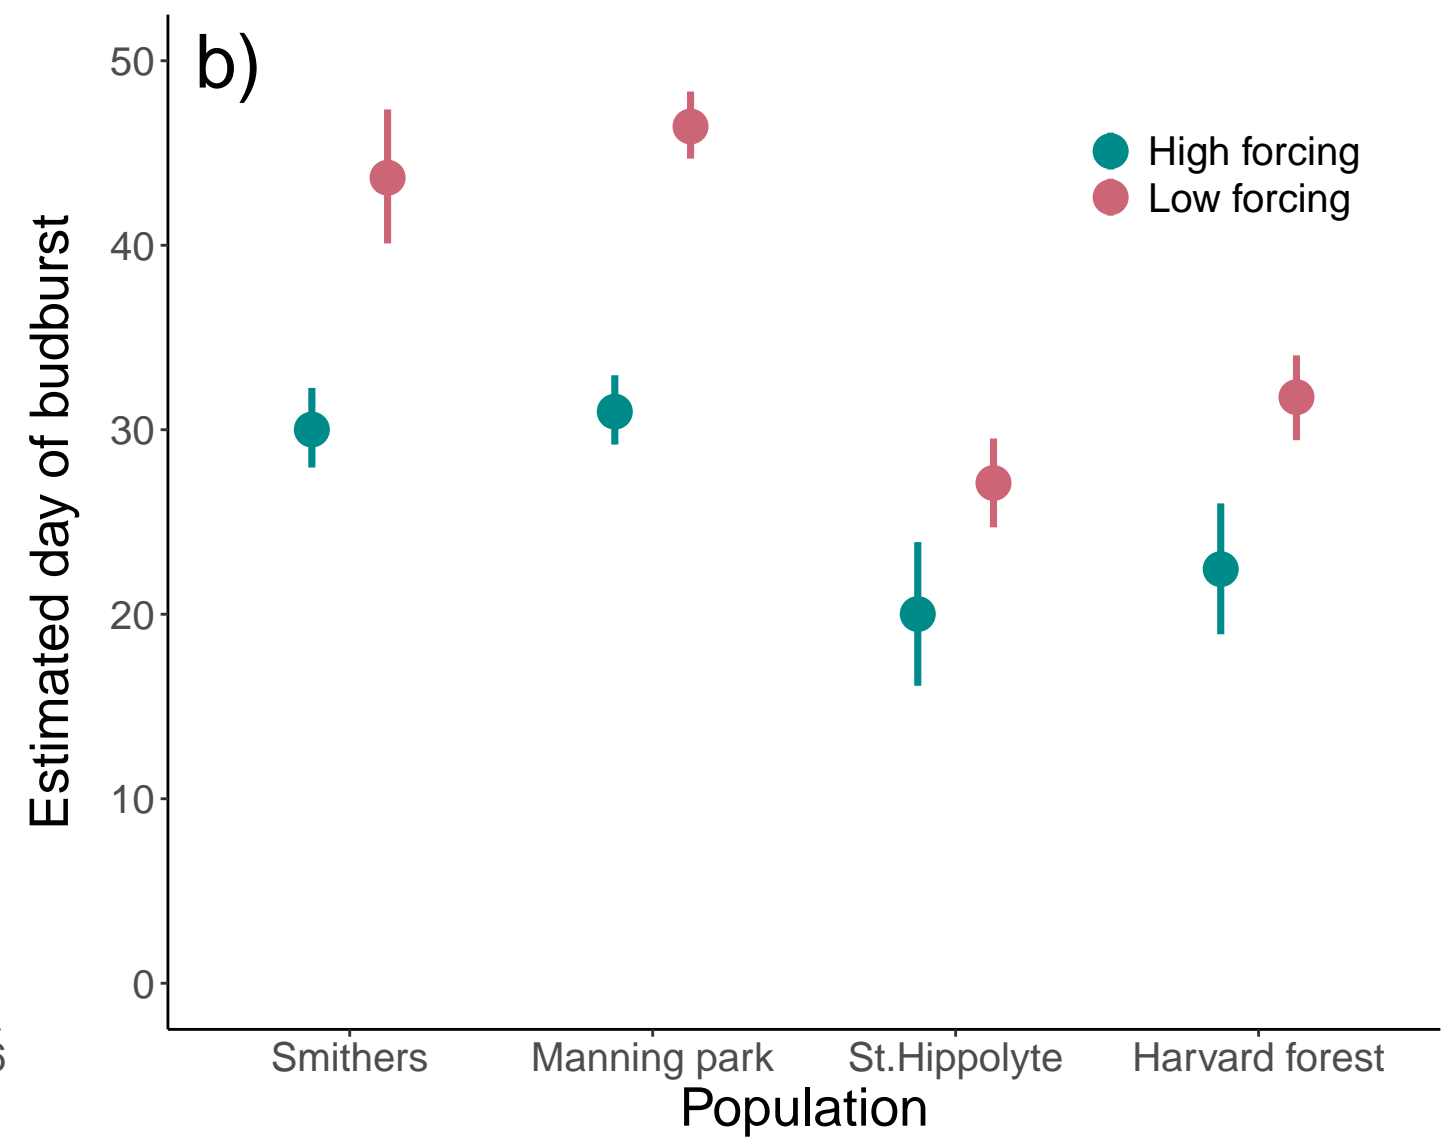 b)
High forcing
Low forcing
Estimated day of budburst
50
40
30
20
10
0
Smithers Manning park St.Hippolyte Harvard forest
Population